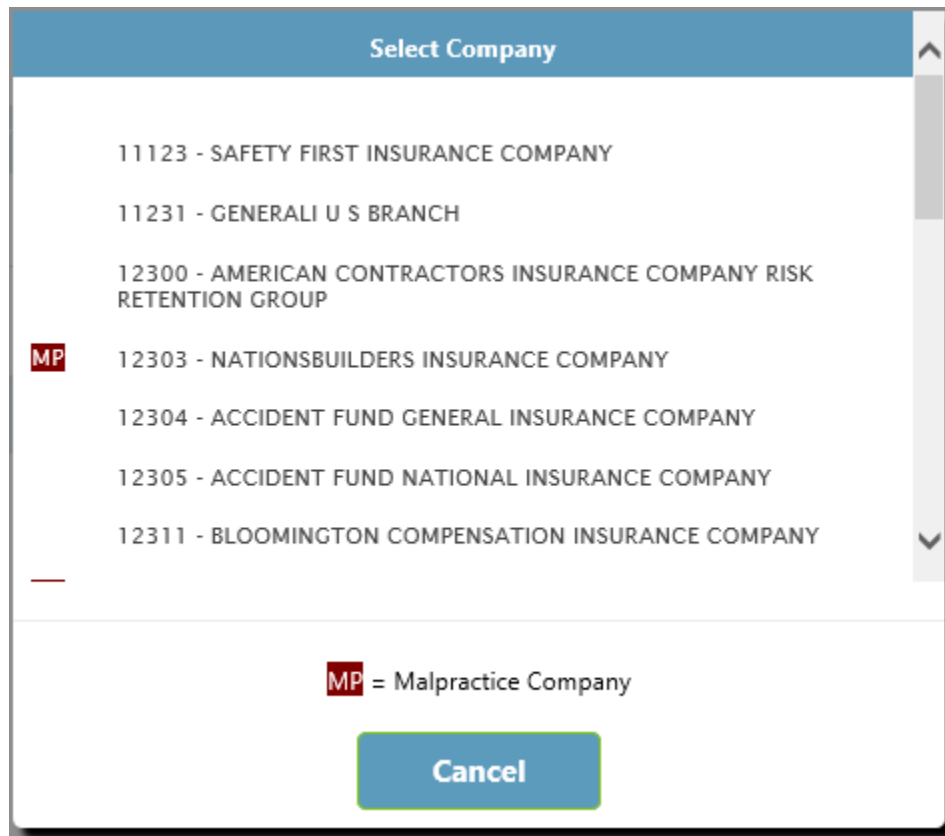 Select Company
11123 - SAFETY FIRST INSURANCE COMPANY
11231 - GENERALI U S BRANCH
12300 - AMERICAN CONTRACTORS INSURANCE COMPANY RISK
RETENTION GROUP
MP 12303 - NATIONSBUILDERS INSURANCE COMPANY
12304 - ACCIDENT FUND GENERAL INSURANCE COMPANY
12305 - ACCIDENT FUND NATIONAL INSURANCE COMPANY
12311 - BLOOMINGTON COMPENSATION INSURANCE COMPANY
MP = Malpractice Company
Cancel